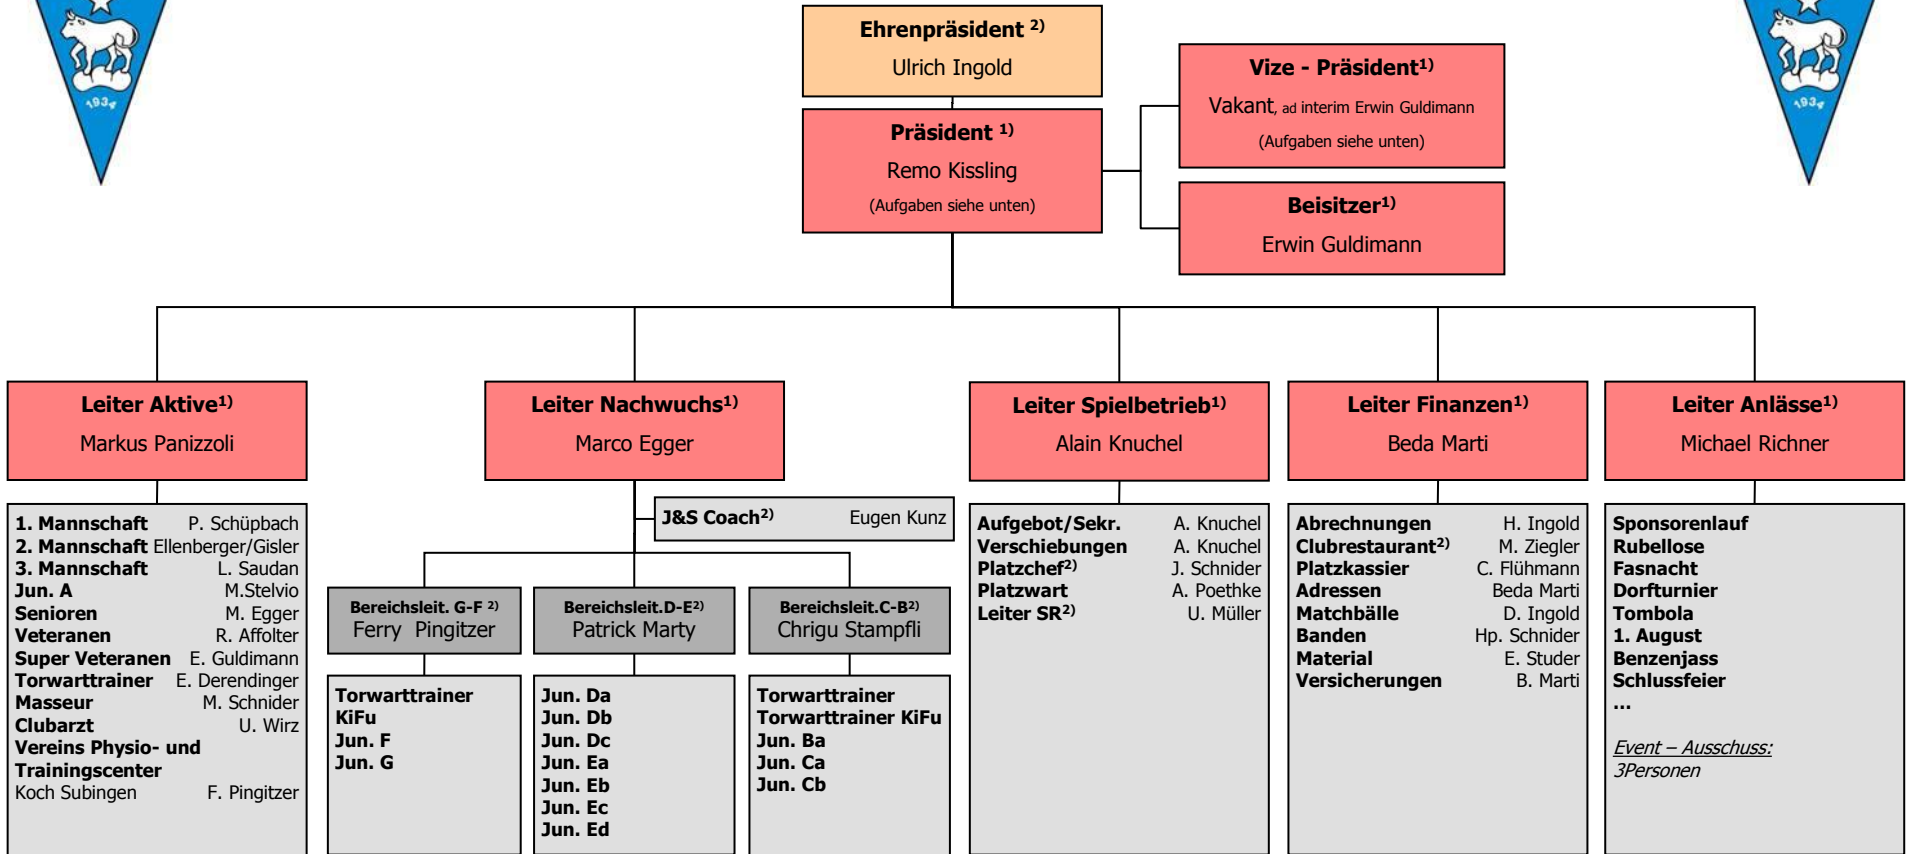 1934
1934
Ehrenpräsident 2)
Ulrich Ingold
Präsident 1)
Remo Kissling
(Aufgaben siehe unten)
Vize - Präsident1)
Vakant, ad interim Erwin Guldimann
(Aufgaben siehe unten)
Beisitzer1)
Erwin Guldimann
Leiter Aktive1)
Markus Panizzoli
1. Mannschaft P. Schüpbach
2. Mannschaft Ellenberger/Gisler
3. Mannschaft L. Saudan
Jun. A M.Stelvio
Senioren M. Egger
Veteranen R. Affolter
Super Veteranen E. Guldimann
Torwarttrainer E. Derendinger
Masseur M. Schnider
Clubarzt U. Wirz
Vereins Physio- und
Trainingscenter
Koch Subingen F. Pingitzer
Leiter Nachwuchs1)
Marco Egger
J&S Coach2) Eugen Kunz
Bereichsleit. G-F 2)
Ferry Pingitzer
Torwarttrainer
KiFu
Jun. F
Jun. G
Bereichsleit.D-E2)
Patrick Marty
Jun. Da
Jun. Db
Jun. Dc
Jun. Ea
Jun. Eb
Jun. Ec
Jun. Ed
Bereichsleit.C-B2)
Chrigu Stampfli
Torwarttrainer
Torwarttrainer KiFu
Jun. Ba
Jun. Ca
Jun. Cb
Leiter Spielbetrieb1)
Alain Knuchel
Aufgebot/Sekr. A. Knuchel
Verschiebungen A. Knuchel
Platzchef2) J. Schnider
Platzwart A. Poethke
Leiter SR2) U. Müller
Leiter Finanzen1)
Beda Marti
Abrechnungen H. Ingold
Clubrestaurant2) M. Ziegler
Platzkassier C. Flühmann
Adressen Beda Marti
Matchbälle D. Ingold
Banden Hp. Schnider
Material E. Studer
Versicherungen B. Marti
Leiter Anlässe1)
Michael Richner
Sponsorenlauf
Rubellose
Fasnacht
Dorfturnier
Tombola
1. August
Benzenjass
Schlussfeier
...
Event – Ausschuss:
3Personen